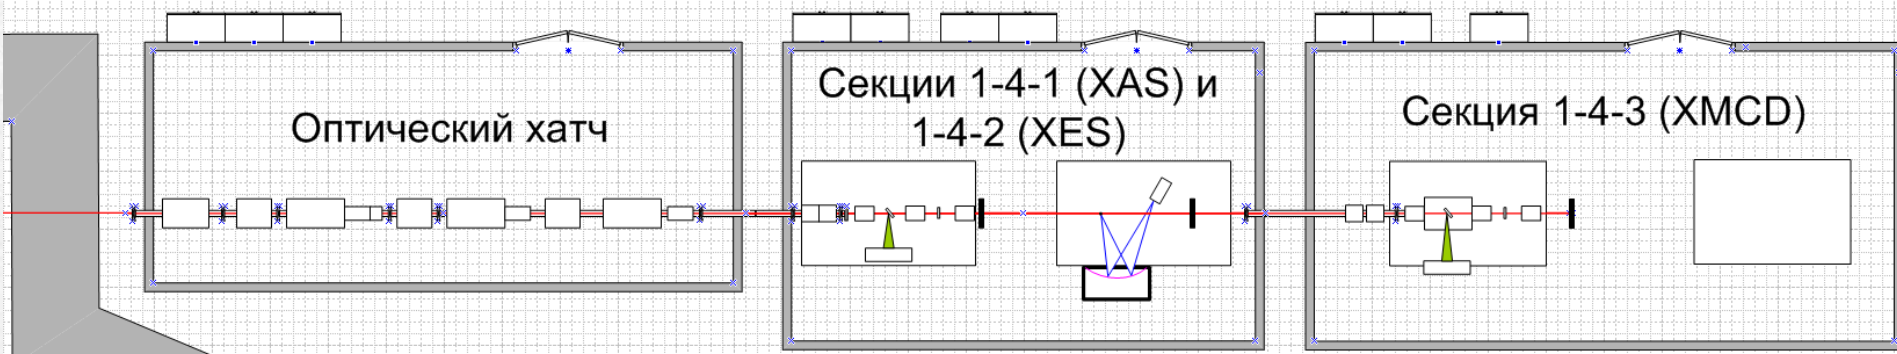 Оптический хатч
Секции 1-4-1 (XAS) и
1-4-2 (XES)
Секция 1-4-3 (XMCD)